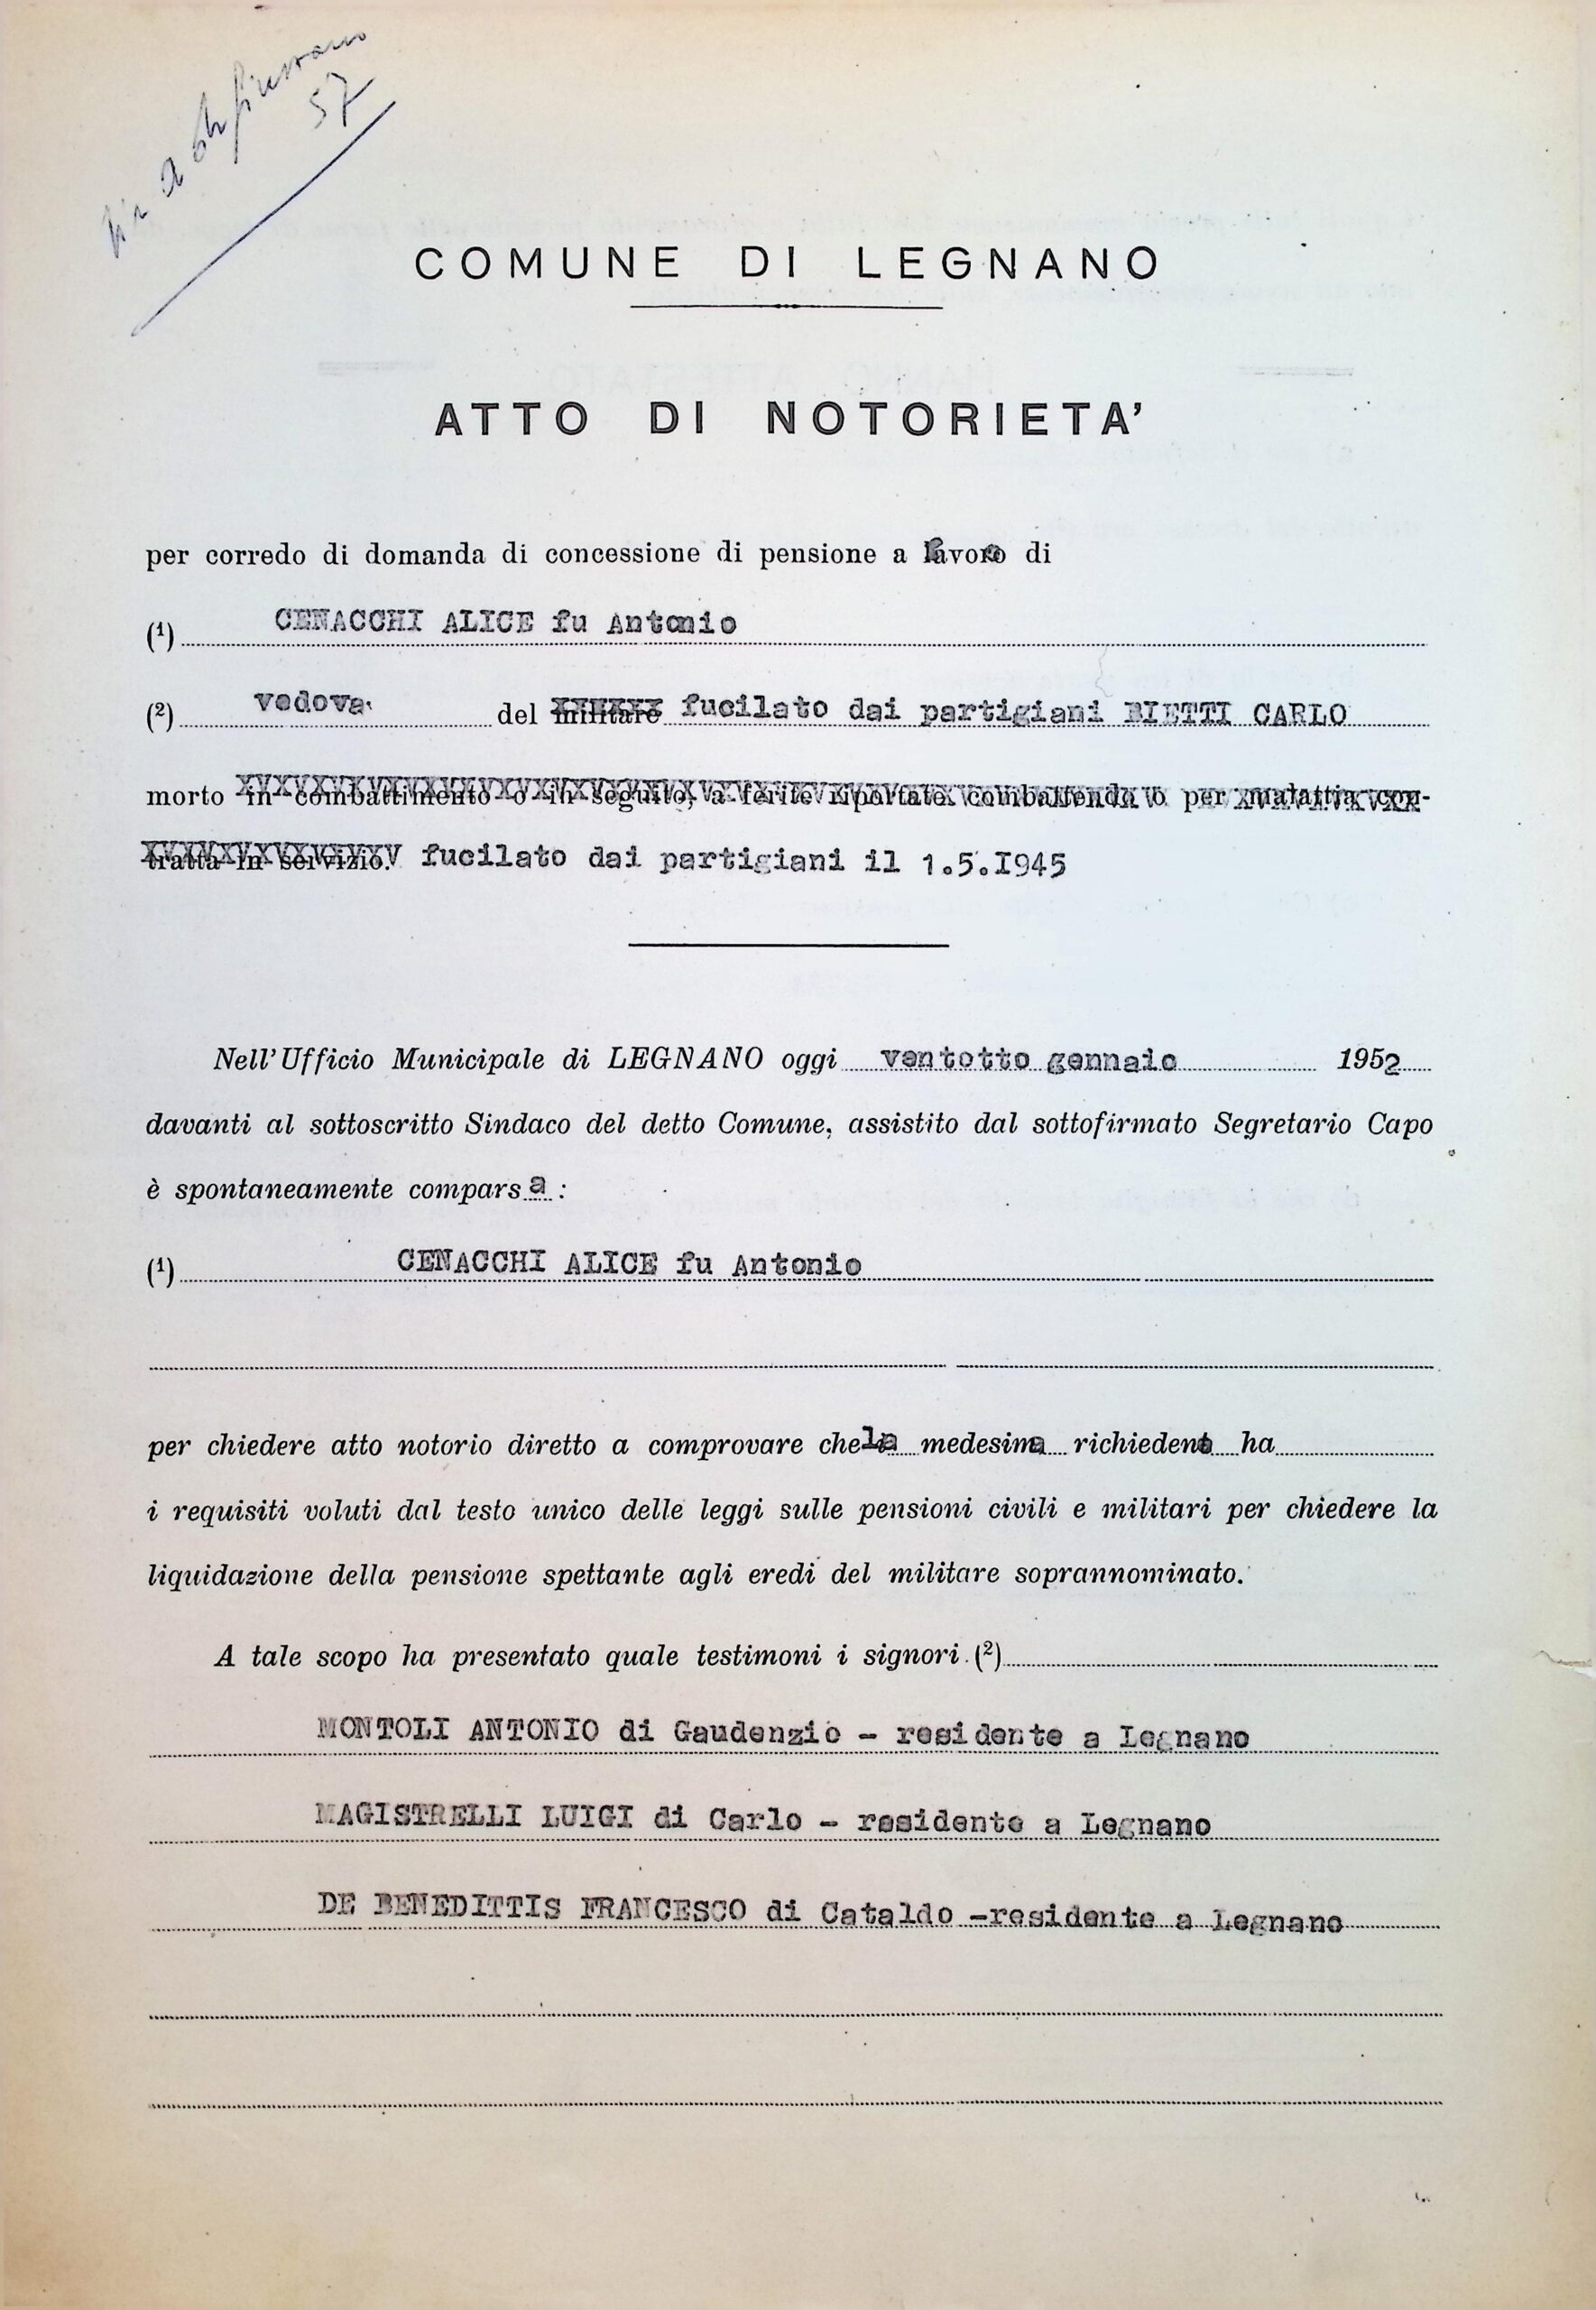 57
COMUNE DI LEGNANO
ATTO DI NOTORIETA'
per corredo di domanda di concessione di pensione a favore di
(1) CENACCHI ALICE fu Antonio
(2) vedova del militare fucilato dai partigiani BIETTI CARLO
morto in combattimento o in seguito, a ferite riportate combattendo o per malattia con-
tratta in servizio. fucilato dai partigiani il 1.5.I945
Nell'Ufficio Municipale di LEGNANO oggi ventotto gennaio 1952
davanti al sottoscritto Sindaco del detto Comune, assistito dal sottofirmato Segretario Capo
è spontaneamente compars a :
(1) CENACCHI ALICE fu Antonio
per chiedere atto notorio diretto a comprovare che la medesima richiedent ha
i requisiti voluti dal testo unico delle leggi sulle pensioni civili e militari per chiedere la
liquidazione della pensione spettante agli eredi del militare soprannominato.
A tale scopo ha presentato quale testimoni i signori (2)
MONTOLI ANTONIO di Gaudenzio - residente a Legnano
MAGISTRELLI LUIGI di Carlo - residente a Legnano
DE BENEDITTIS FRANCESCO di Cataldo -residente a Legnano